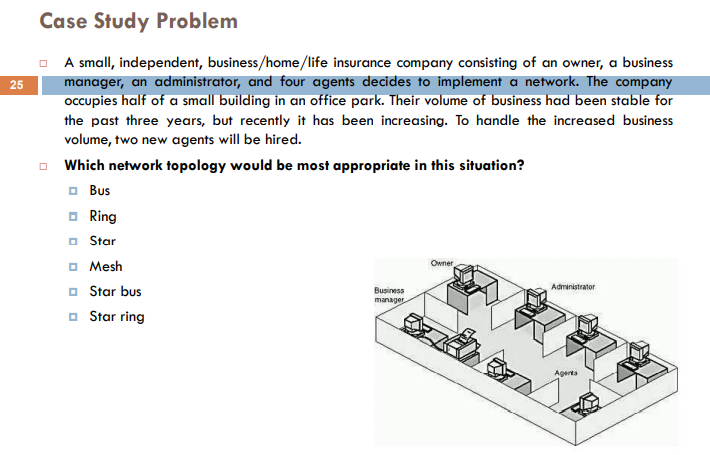 Case Study Problem
A small, independent, business/home/life insurance company consisting of an owner, a business
25
manager, an administrator, and four agents decides to implement a network. The company
occupies half of a small building in an office park. Their volume of business had been stable for
the past three years, but recently it has been increasing. To handle the increased business
volume, two new agents will be hired.
Which network topology would be most appropriate in this situation?
Bus
Ring
Star
Mesh
Star bus
Star ring
Owner
Administrator
Business
manager
Agents